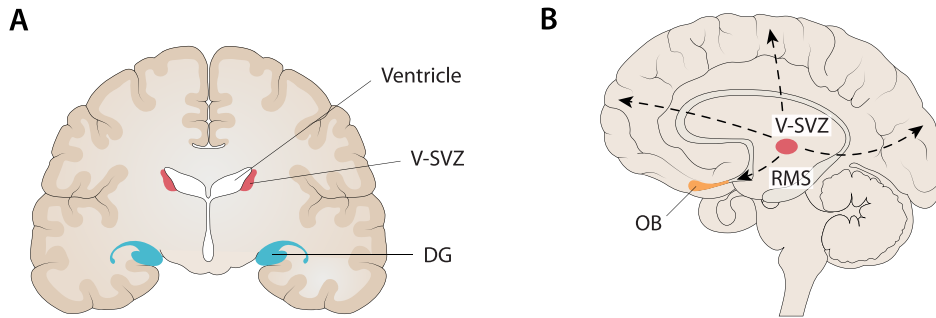 A
Ventricle
V-SVZ
DG
B
V-SVZ
RMS
OB